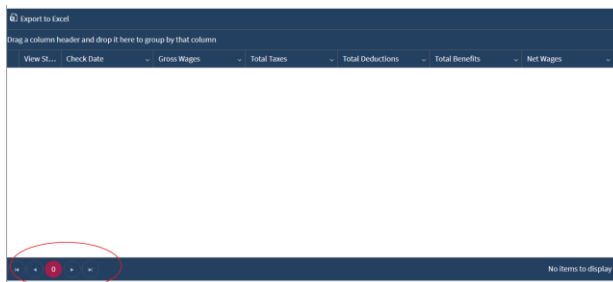 Export to Excel
Drag a column header and drop it here to group by that column
View St... Check Date Gross Wages Total Taxes Total Deductions Total Benefits Net Wages
0 No items to display